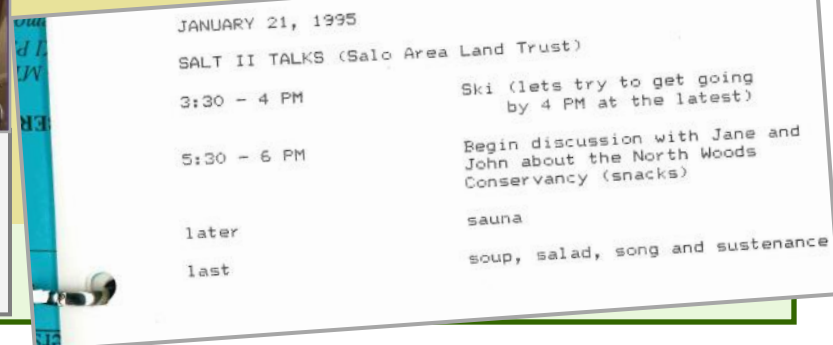 JANUARY 21, 1995
SALT II TALKS (Salo Area Land Trust)
3:30 - 4 PM
Ski (lets try to get going
by 4 PM at the latest)
5:30 - 6 PM
Begin discussion with Jane and
John about the North Woods
Conservancy (snacks)
later
sauna
last
soup, salad, song and sustenance